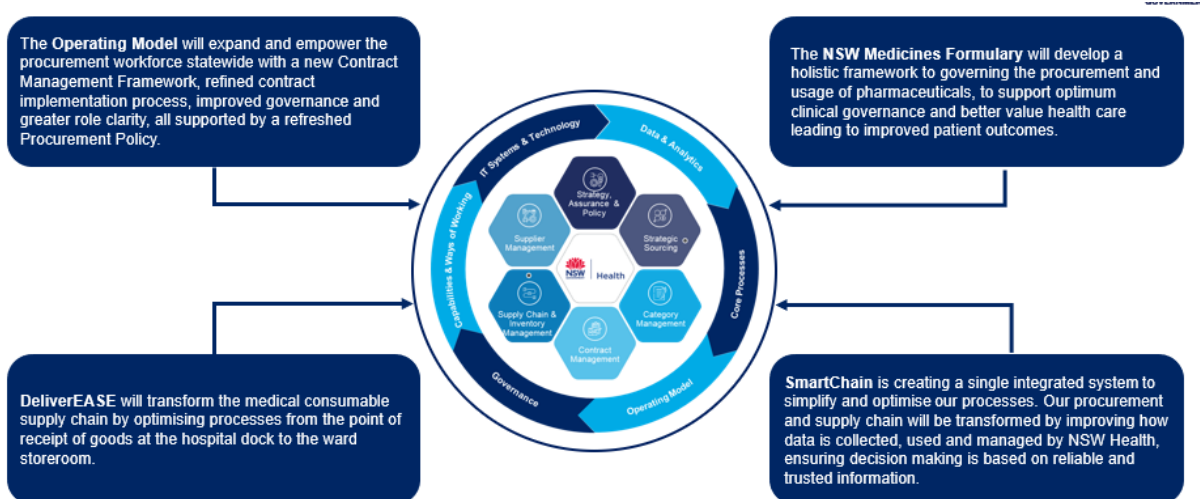 The Operating Model will expand and empower the
procurement workforce statewide with a new Contract
Management Framework, refined contract
implementation process, improved governance and
greater role clarity, all supported by a refreshed
Procurement Policy.
The NSW Medicines Formulary will develop a
holistic framework to governing the procurement and
usage of pharmaceuticals, to support optimum
clinical governance and better value health care
leading to improved patient outcomes.
IT Systems & Technology
Data & Analytics
Core Processes
Operating Model
Governance
Capabilities & Ways of Working
Strategy,
Assurance &
Policy
Supplier
Management
Strategic
Sourcing
NSW
Health
Supply Chain &
Inventory
Management
Category
Management
Contract
Management
DeliverEASE will transform the medical consumable
supply chain by optimising processes from the point of
receipt of goods at the hospital dock to the ward
storeroom.
SmartChain is creating a single integrated system to
simplify and optimise our processes. Our procurement
and supply chain will be transformed by improving how
data is collected, used and managed by NSW Health,
ensuring decision making is based on reliable and
trusted information.